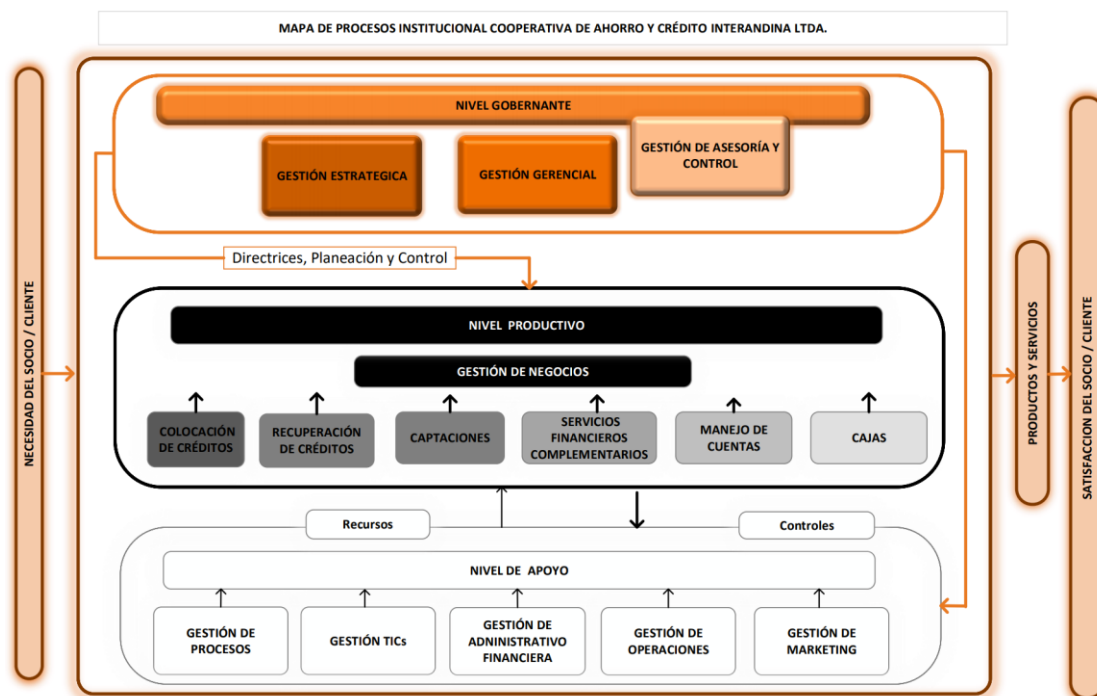 MAPA DE PROCESOS INSTITUCIONAL COOPERATIVA DE AHORRO Y CRÉDITO INTERANDINA LTDA.
NECESIDAD DEL SOCIO / CLIENTE
NIVEL GOBERNANTE
GESTIÓN ESTRATEGICA
GESTIÓN GERENCIAL
GESTIÓN DE ASESORÍA Y
CONTROL
Directrices, Planeación y Control
NIVEL PRODUCTIVO
GESTIÓN DE NEGOCIOS
COLOCACIÓN
DE CRÉDITOS
RECUPERACIÓN
DE CRÉDITOS
CAPTACIONES
SERVICIOS
FINANCIEROS
COMPLEMENTARIOS
MANEJO DE
CUENTAS
CAJAS
Recursos
Controles
NIVEL DE APOYO
GESTIÓN DE
PROCESOS
GESTIÓN TICs
GESTIÓN DE
ADNINISTRATIVO
FINANCIERA
GESTIÓN DE
OPERACIONES
GESTIÓN DE
MARKETING
PRODUCTOS Y SERVICIOS
SATISFACCION DEL SOCIO / CLIENTE